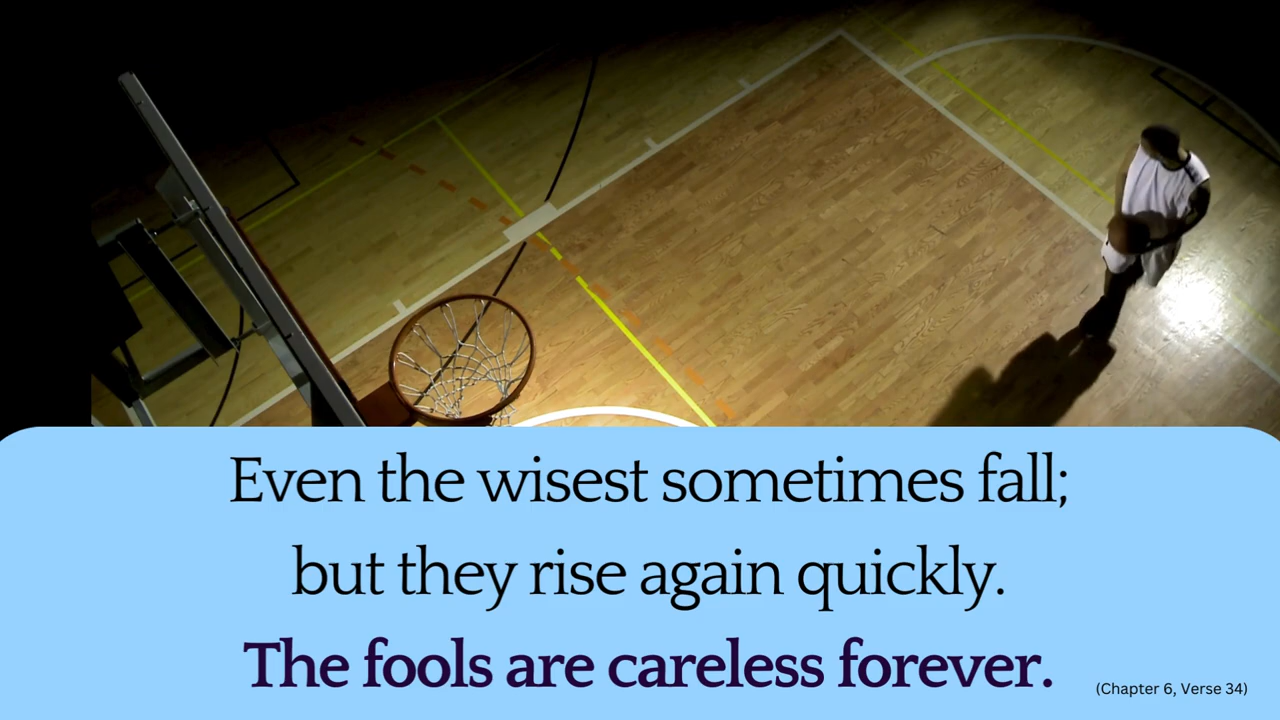 Even the wisest sometimes fall;
but they rise again quickly.
The fools are careless forever.
(Chapter 6, Verse 34)